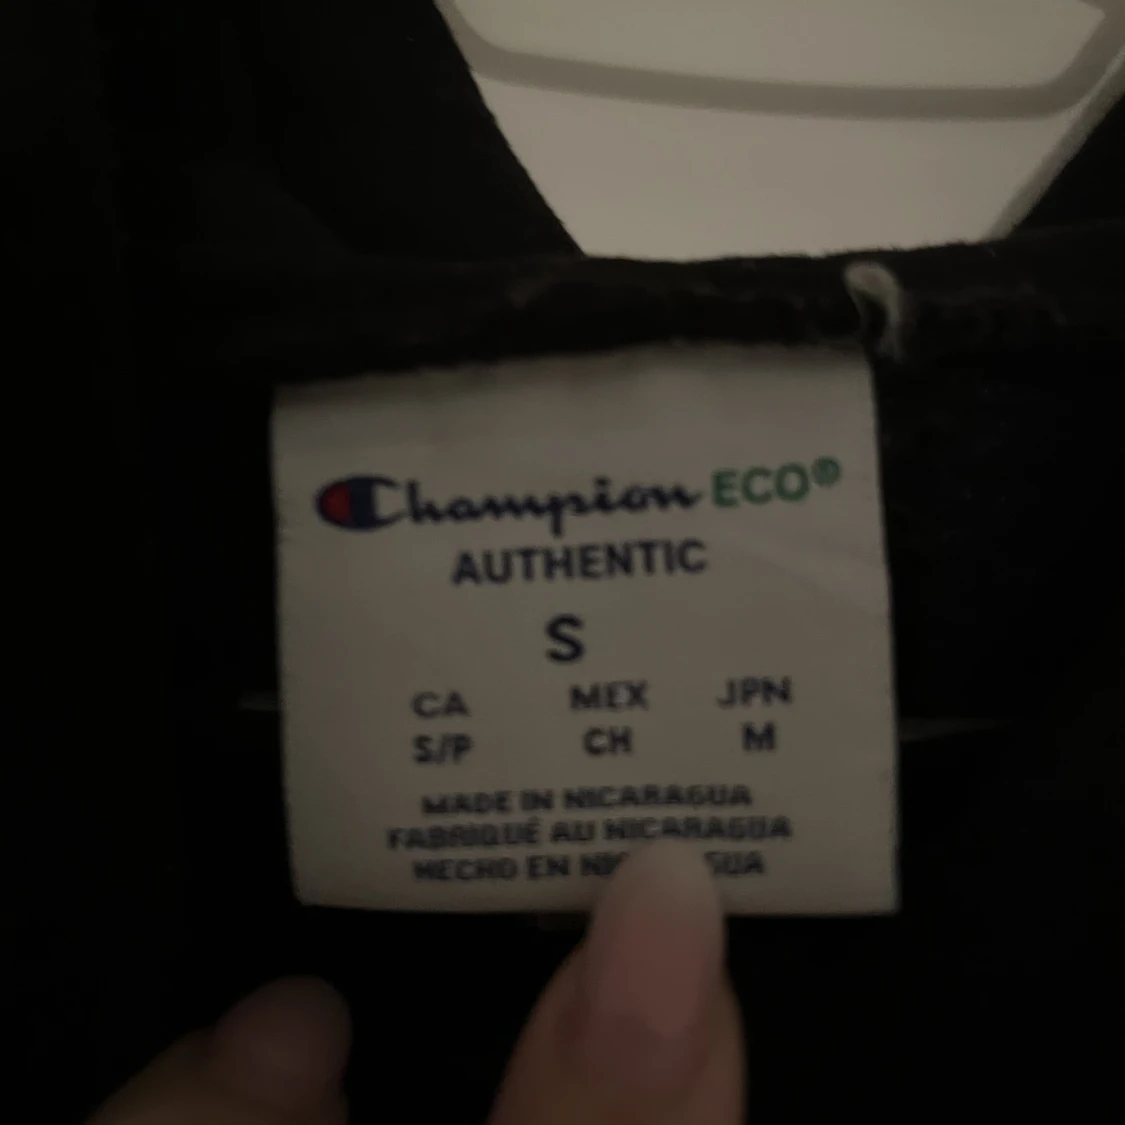 Champion ECO®
AUTHENTIC
S
CA MEX JPN
S/P CH M
MADE IN NICARAGUA
FABRIQUÉ AU NICARAGUA
HECHO EN